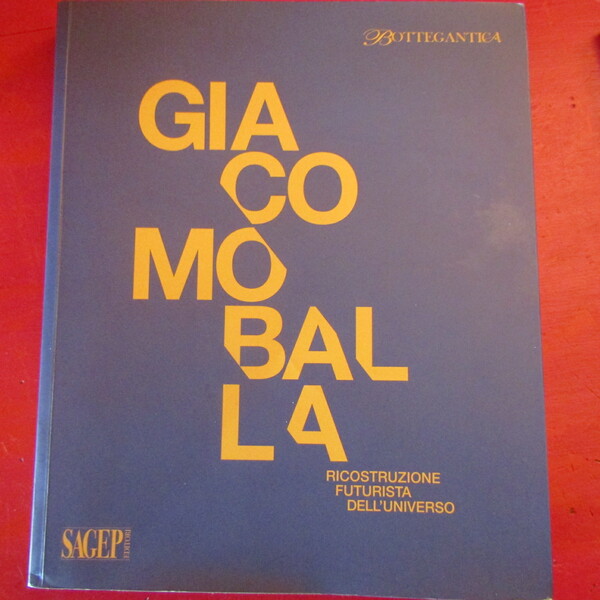 BOTTEGANTICA
GIA
CO
MO
BAL
LA
RICOSTRUZIONE
FUTURISTA
DELL'UNIVERSO
SAGEP
EDITORI